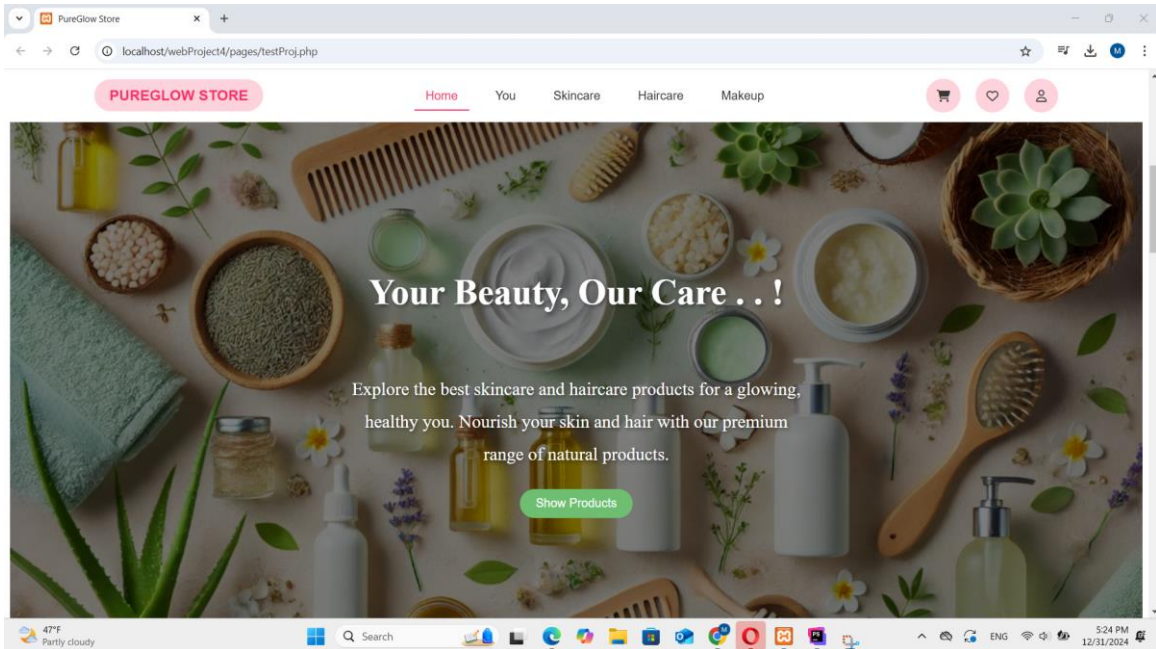 PureGlow Store
localhost/webProject4/pages/testProj.php
M
PUREGLOW STORE
Home You Skincare Haircare Makeup
Your Beauty, Our Care . . !
Explore the best skincare and haircare products for a glowing,
healthy you. Nourish your skin and hair with our premium
range of natural products.
Show Products
47°F
Partly cloudy
Search
M
PS
ENG
5:24 PM
12/31/2024